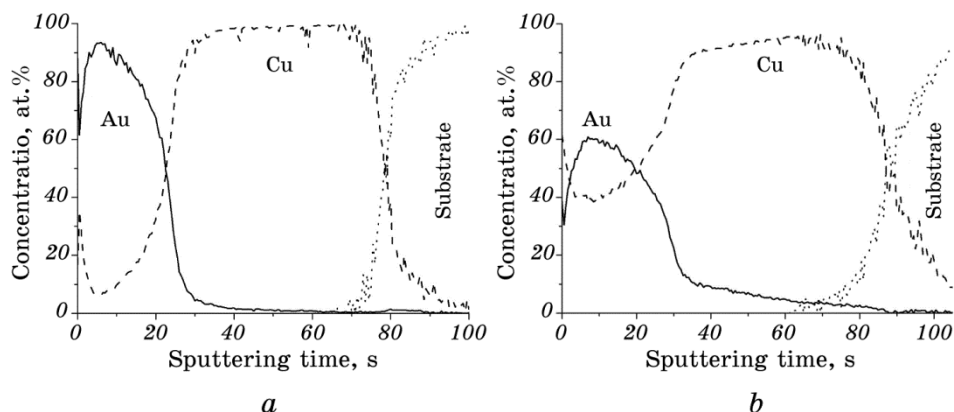 Concentratio, at.%
100
80
60
40
20
0
Au
Cu
Substrate
0 20 40 60 80 100
Sputtering time, s
a
Concentratio, at.%
100
80
60
40
20
0
Au
Cu
Substrate
0 20 40 60 80 100
Sputtering time, s
b